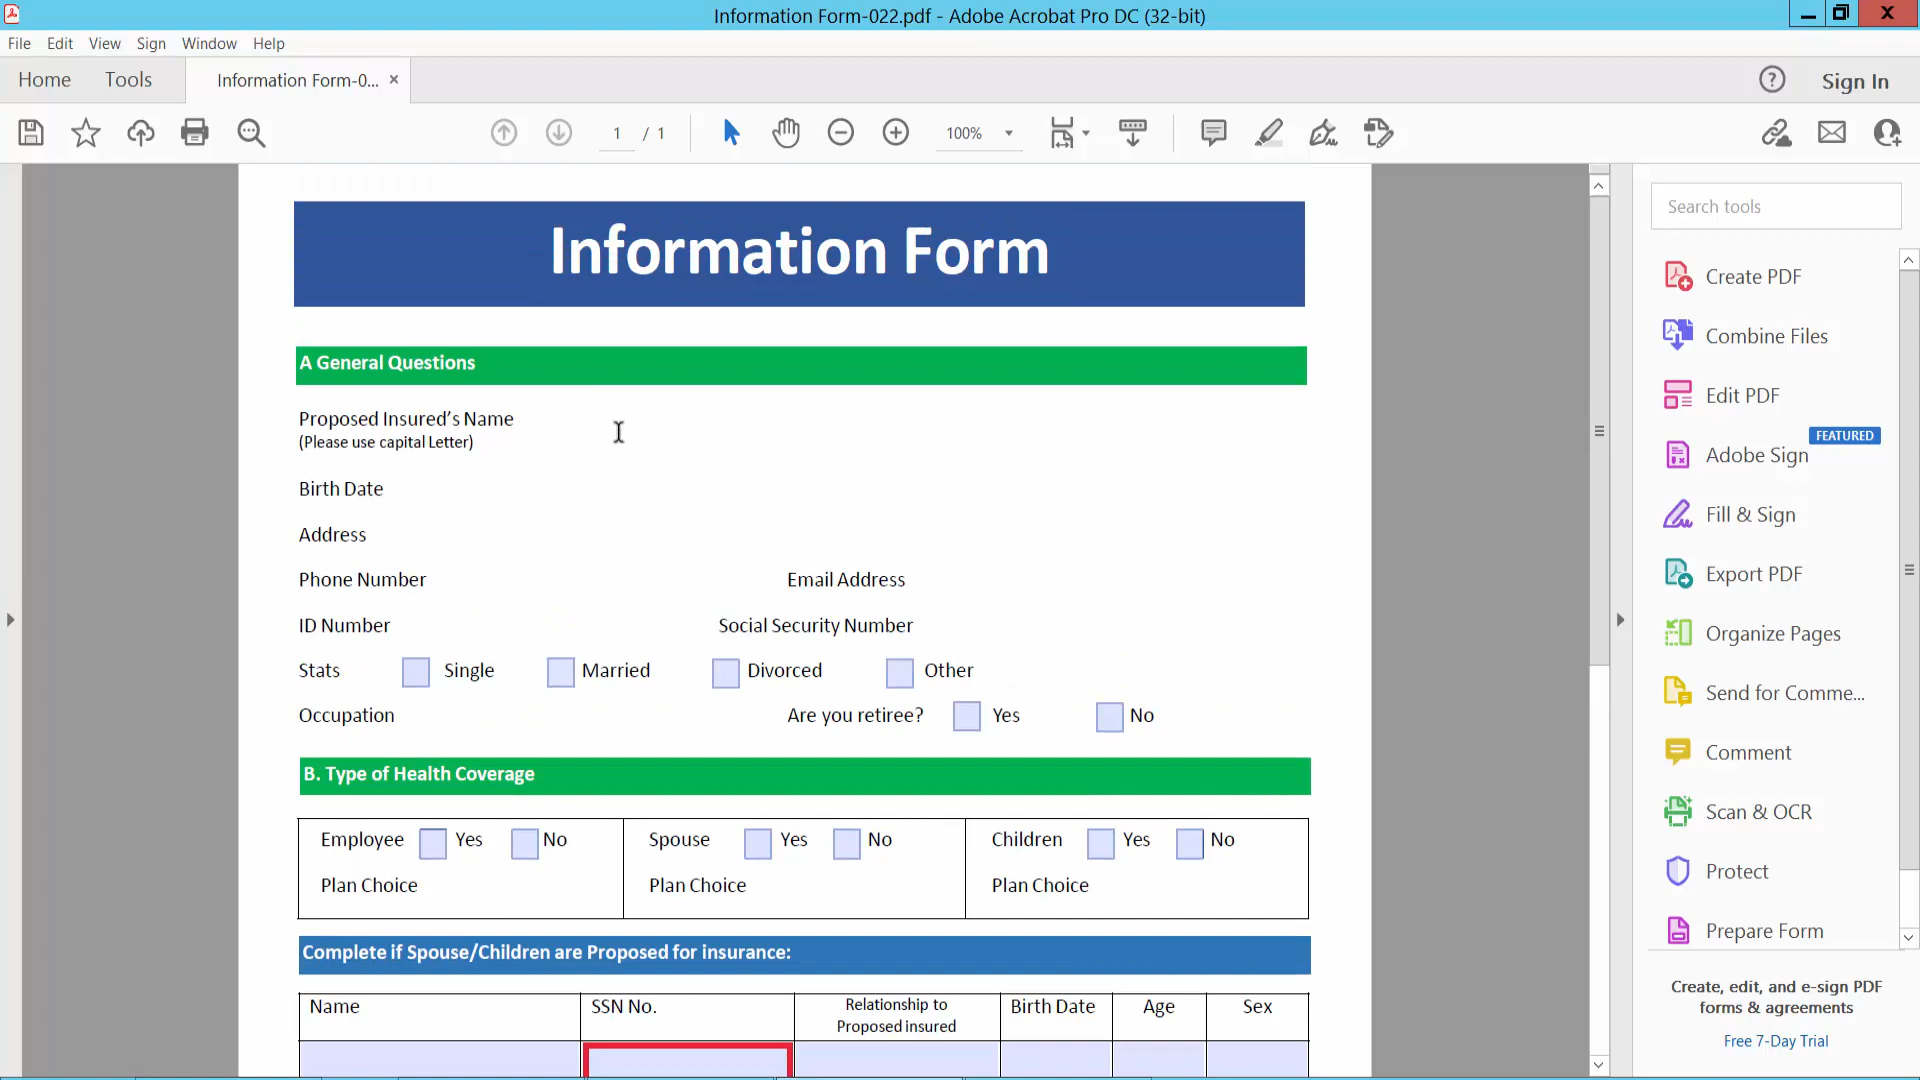 Information Form-022.pdf - Adobe Acrobat Pro DC (32-bit)
File Edit View Sign Window Help
Home Tools Information Form-0... × Sign In
1 / 1 100%
Search tools
Information Form
A General Questions
Proposed Insured’s Name
(Please use capital Letter)
Birth Date
Address
Phone Number Email Address
ID Number Social Security Number
Stats Single Married Divorced Other
Occupation Are you retiree? Yes No
B. Type of Health Coverage
Employee Yes No Spouse Yes No Children Yes No
Plan Choice Plan Choice Plan Choice
Complete if Spouse/Children are Proposed for insurance:
Name SSN No. Relationship to Proposed insured Birth Date Age Sex
Create PDF
Combine Files
Edit PDF
FEATURED
Adobe Sign
Fill & Sign
Export PDF
Organize Pages
Send for Comme...
Comment
Scan & OCR
Protect
Prepare Form
Create, edit, and e-sign PDF
forms & agreements
Free 7-Day Trial